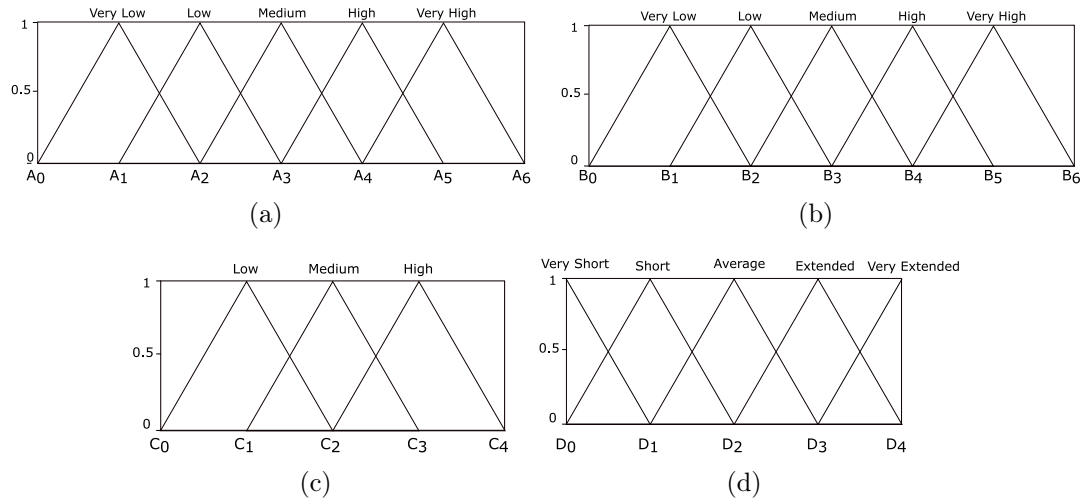 Very Low Low Medium High Very High
1
0.5
0
A0 A1 A2 A3 A4 A5 A6
(a)
Very Low Low Medium High Very High
1
0.5
0
B0 B1 B2 B3 B4 B5 B6
(b)
Low Medium High
1
0.5
0
C0 C1 C2 C3 C4
(c)
Very Short Short Average Extended Very Extended
1
0.5
0
D0 D1 D2 D3 D4
(d)